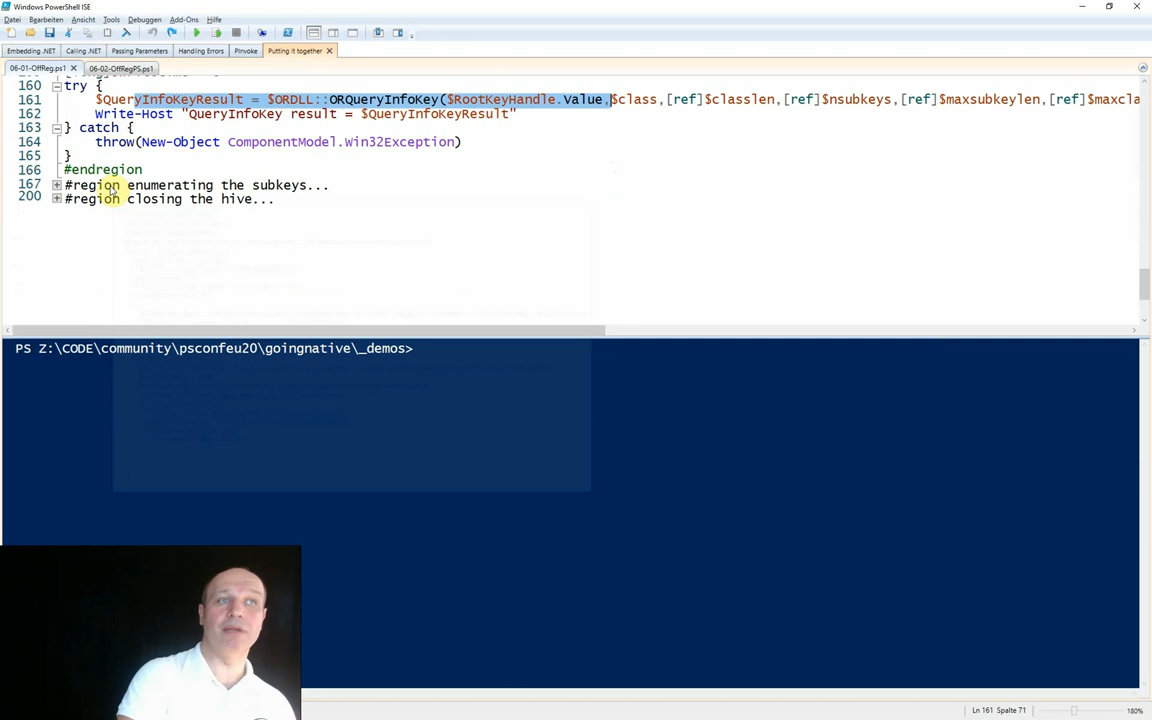 Windows PowerShell ISE
Datei Bearbeiten Ansicht Tools Debuggen Add-Ons Hilfe
Embedding .NET Calling .NET Passing Parameters Handling Errors PInvoke Putting it together
06-01-OffReg.ps1 06-02-OffRegPS.ps1
160 try {
161 $QueryInfoKeyResult = $ORDLL::ORQueryInfoKey($RootKeyHandle.Value,$class,[ref]$classlen,[ref]$nsubkeys,[ref]$maxsubkeylen,[ref]$maxcla
162 Write-Host "QueryInfoKey result = $QueryInfoKeyResult"
163 } catch {
164 throw(New-Object ComponentModel.Win32Exception)
165 }
166 #endregion
167 #region enumerating the subkeys...
200 #region closing the hive...
PS Z:\CODE\community\psconfeu20\goingnative\_demos>
Ln 161 Spalte 71 180%